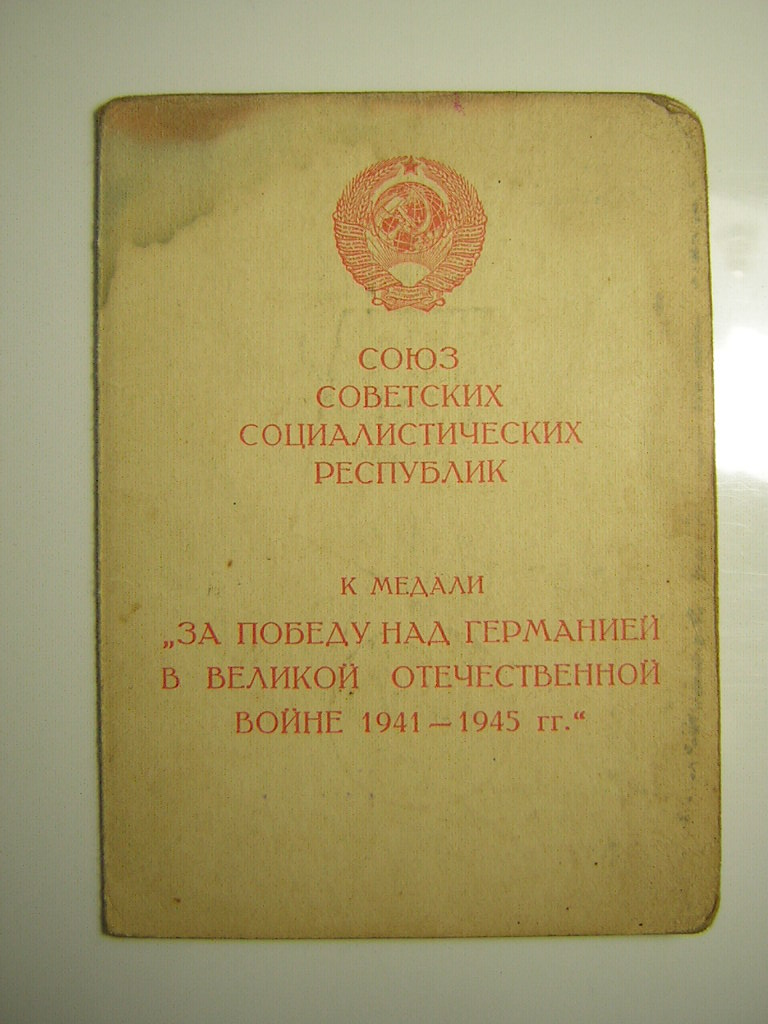 СОЮЗ
СОВЕТСКИХ
СОЦИАЛИСТИЧЕСКИХ
РЕСПУБЛИК
К МЕДАЛИ
„ЗА ПОБЕДУ НАД ГЕРМАНИЕЙ
В ВЕЛИКОЙ ОТЕЧЕСТВЕННОЙ
ВОЙНЕ 1941—1945 гг.“